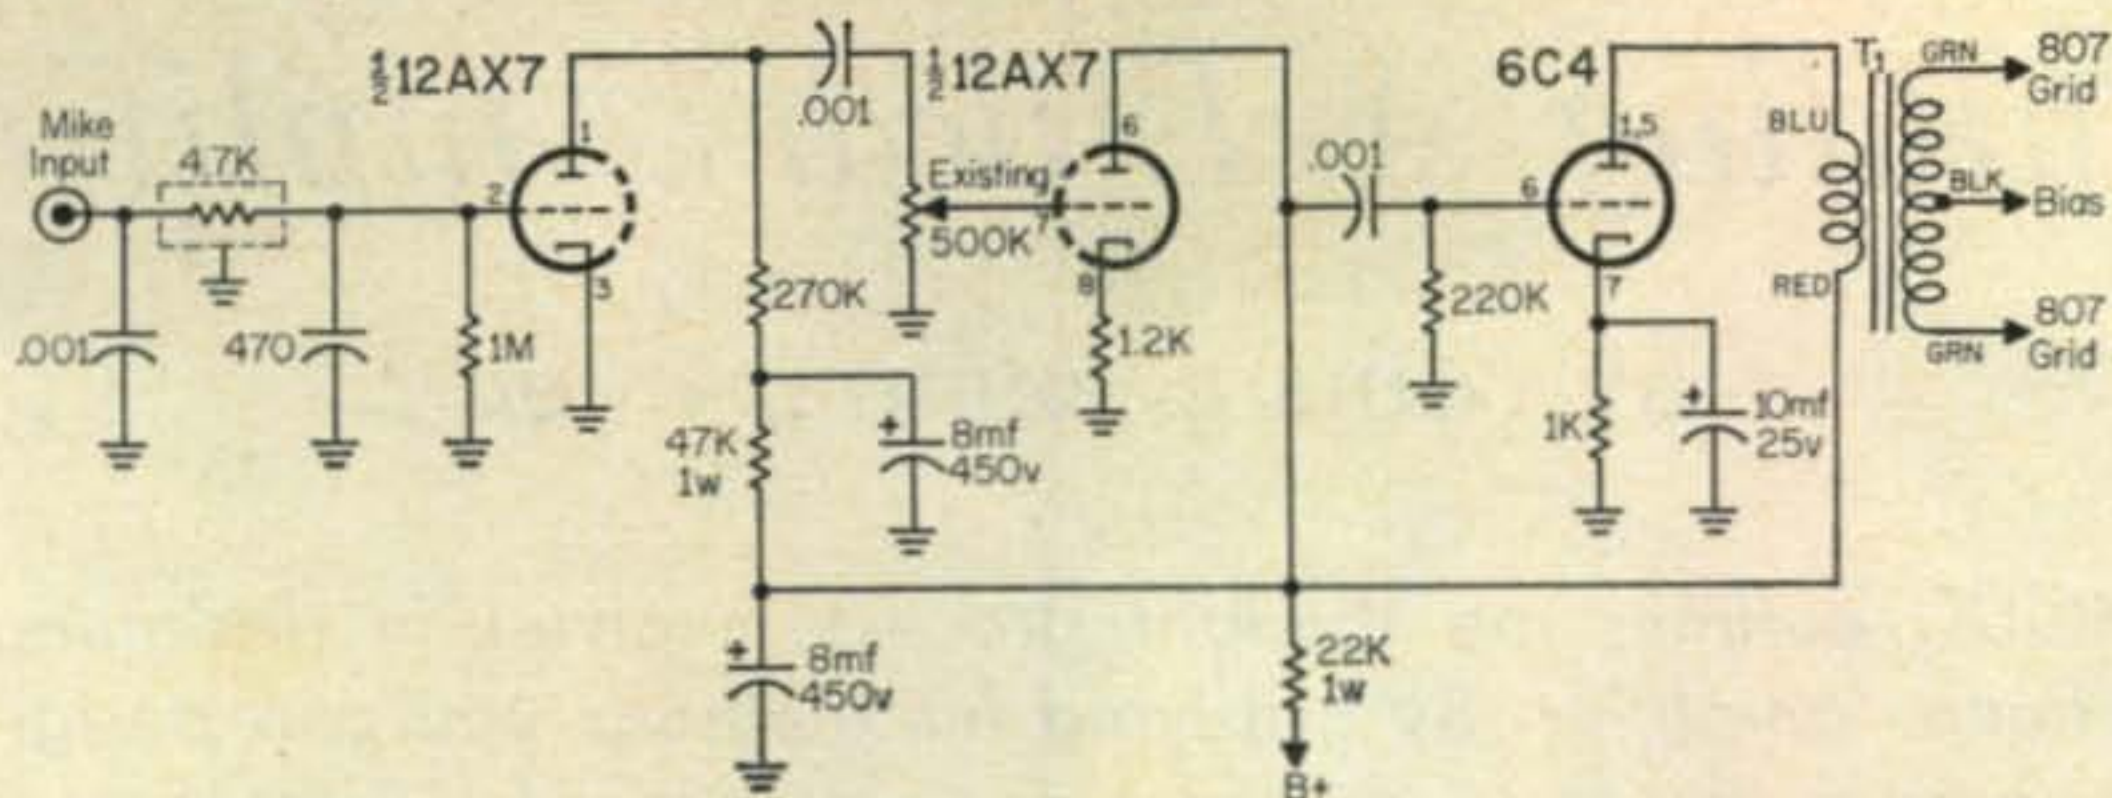 Mike
Input
4.7K
.001
470
1M
½12AX7
1
2
3
.001
270K
47K
1w
8mf
450v
8mf
450v
Existing
500K
½12AX7
6
7
8
1.2K
.001
220K
22K
1w
B+
6C4
1,5
6
7
1K
10mf
25v
T1
BLU
RED
GRN
807
Grid
BLK
Bias
GRN
807
Grid